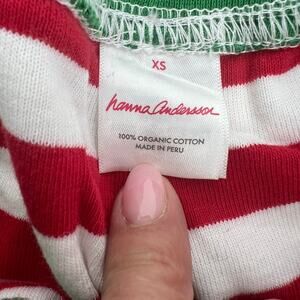 XS
hanna andersson
100% ORGANIC COTTON
MADE IN PERU